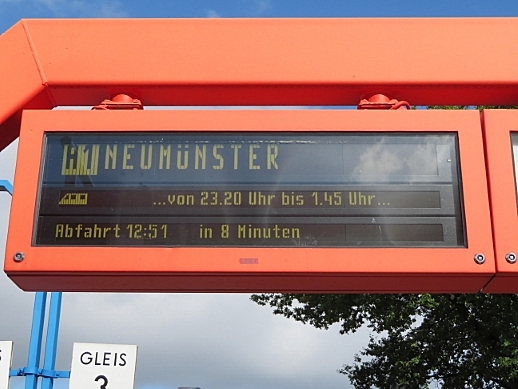 NEUMÜNSTER
...von 23.20 Uhr bis 1.45 Uhr...
Abfahrt 12:51 in 8 Minuten
GLEIS
3
S